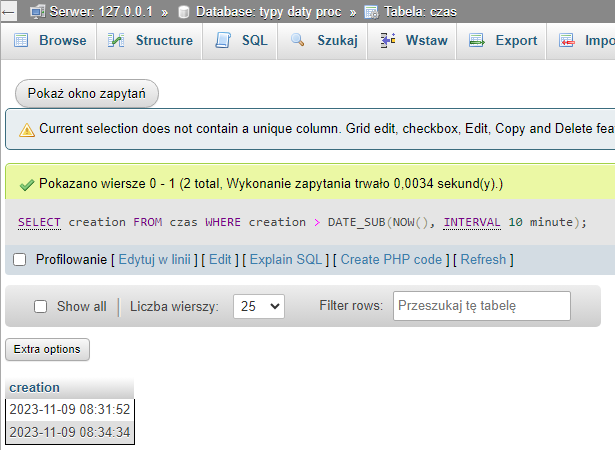 Serwer: 127.0.0.1 » Database: typy daty proc » Tabela: czas
Browse Structure SQL Szukaj Wstaw Export Impo
Pokaż okno zapytań
Current selection does not contain a unique column. Grid edit, checkbox, Edit, Copy and Delete fea
Pokazano wiersze 0 - 1 (2 total, Wykonanie zapytania trwało 0,0034 sekund(y).)
SELECT creation FROM czas WHERE creation > DATE_SUB(NOW(), INTERVAL 10 minute);
Profilowanie [ Edytuj w linii ] [ Edit ] [ Explain SQL ] [ Create PHP code ] [ Refresh ]
Show all Liczba wierszy: 25 Filter rows: Przeszukaj tę tabelę
Extra options
creation
2023-11-09 08:31:52
2023-11-09 08:34:34